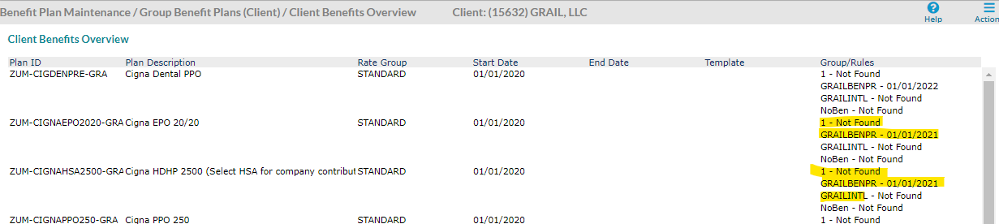 Benefit Plan Maintenance / Group Benefit Plans (Client) / Client Benefits Overview Client: (15632) GRAIL, LLC
Help
Action
Client Benefits Overview
Plan ID Plan Description Rate Group Start Date End Date Template Group/Rules
ZUM-CIGDENPRE-GRA Cigna Dental PPO STANDARD 01/01/2020 1 - Not Found
GRAILBENPR - 01/01/2022
GRAILINTL - Not Found
NoBen - Not Found
ZUM-CIGNAEPO2020-GRA Cigna EPO 20/20 STANDARD 01/01/2020 1 - Not Found
GRAILBENPR - 01/01/2021
GRAILINTL - Not Found
NoBen - Not Found
ZUM-CIGNAHSA2500-GRA Cigna HDHP 2500 (Select HSA for company contribut STANDARD 01/01/2020 1 - Not Found
GRAILBENPR - 01/01/2021
GRAILINTL - Not Found
NoBen - Not Found
ZUM-CIGNAPPO250-GRA Cigna PPO 250 STANDARD 01/01/2020 1 - Not Found